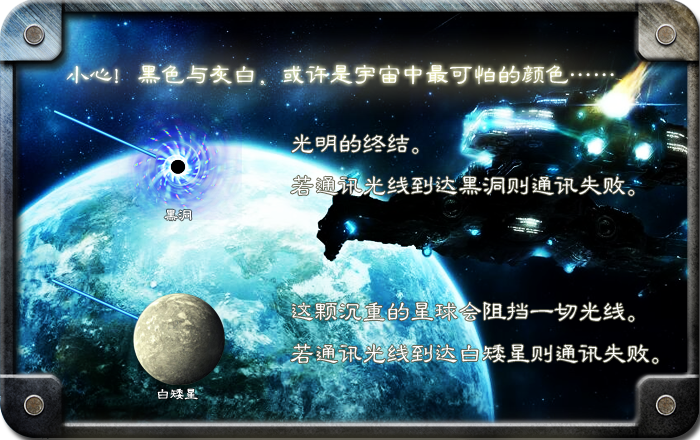 小心！黑色与变白，或许是宇宙中最可怕的颜色……
光明的终结。
若通讯光线到达黑洞则通讯失败。
黑洞
这颗沉重的星球会阻挡一切光线。
若通讯光线到达白矮星则通讯失败。
白矮星